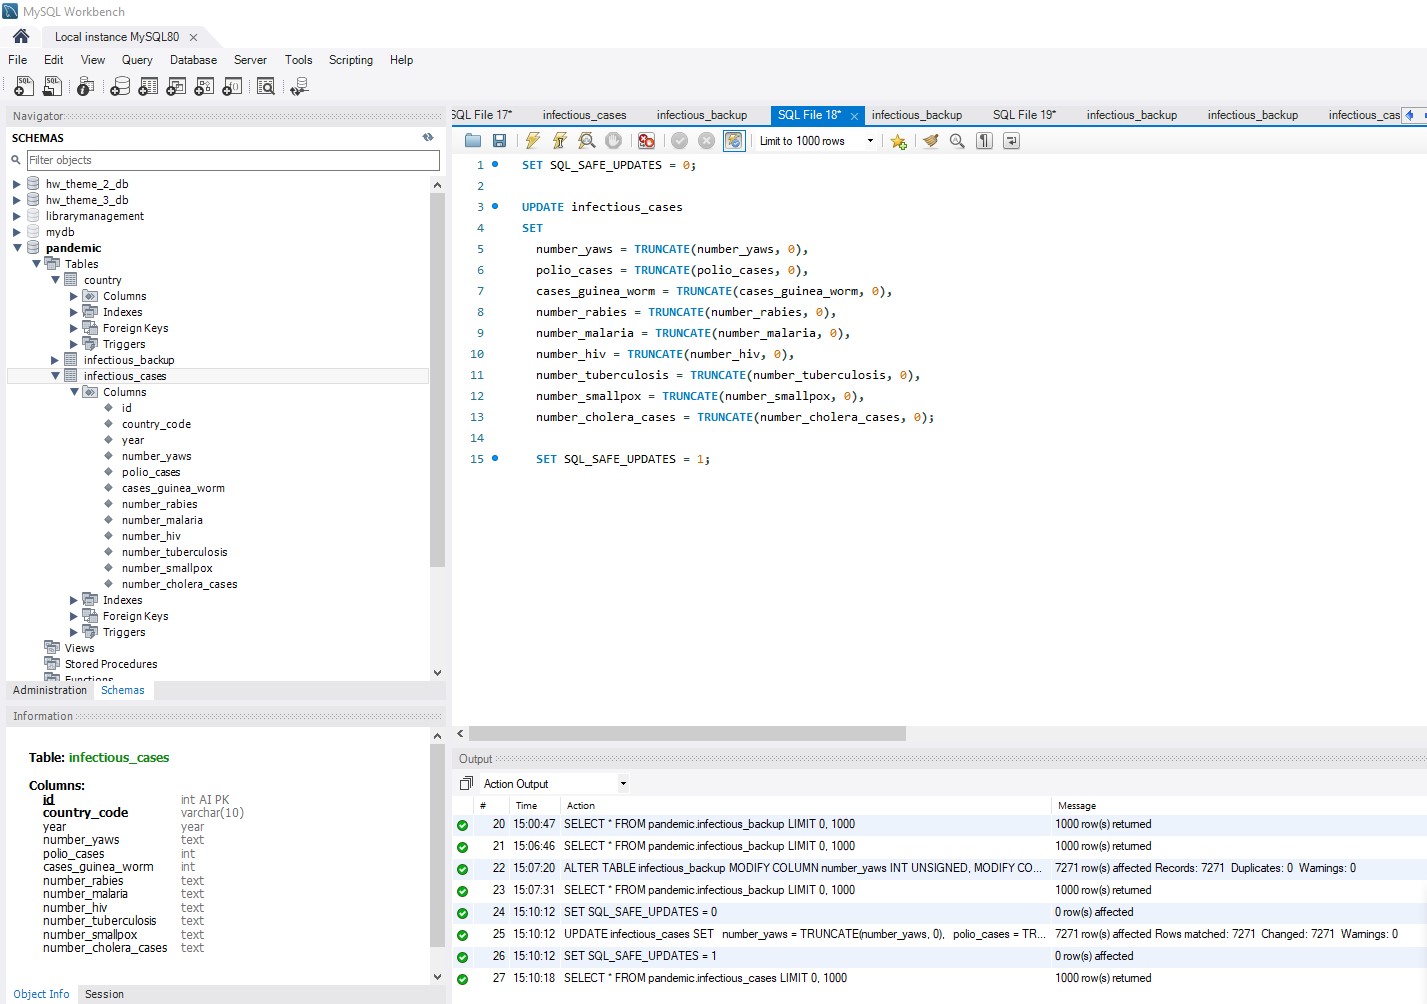 MySQL Workbench
Local instance MySQL80
File Edit View Query Database Server Tools Scripting Help
Navigator
SCHEMAS
Filter objects
hw_theme_2_db
hw_theme_3_db
librarymanagement
mydb
pandemic
Tables
country
Columns
Indexes
Foreign Keys
Triggers
infectious_backup
infectious_cases
Columns
id
country_code
year
number_yaws
polio_cases
cases_guinea_worm
number_rabies
number_malaria
number_hiv
number_tuberculosis
number_smallpox
number_cholera_cases
Indexes
Foreign Keys
Triggers
Views
Stored Procedures
Functions
Administration Schemas
Information
Table: infectious_cases
Columns:
id int AI PK
country_code varchar(10)
year year
number_yaws text
polio_cases int
cases_guinea_worm int
number_rabies text
number_malaria text
number_hiv text
number_tuberculosis text
number_smallpox text
number_cholera_cases text
Object Info Session
SQL File 17* infectious_cases infectious_backup SQL File 18* infectious_backup SQL File 19* infectious_backup infectious_backup infectious_cas
Limit to 1000 rows
1 SET SQL_SAFE_UPDATES = 0;
2
3 UPDATE infectious_cases
4 SET
5 number_yaws = TRUNCATE(number_yaws, 0),
6 polio_cases = TRUNCATE(polio_cases, 0),
7 cases_guinea_worm = TRUNCATE(cases_guinea_worm, 0),
8 number_rabies = TRUNCATE(number_rabies, 0),
9 number_malaria = TRUNCATE(number_malaria, 0),
10 number_hiv = TRUNCATE(number_hiv, 0),
11 number_tuberculosis = TRUNCATE(number_tuberculosis, 0),
12 number_smallpox = TRUNCATE(number_smallpox, 0),
13 number_cholera_cases = TRUNCATE(number_cholera_cases, 0);
14
15 SET SQL_SAFE_UPDATES = 1;
Output
Action Output
# Time Action Message
20 15:00:47 SELECT * FROM pandemic.infectious_backup LIMIT 0, 1000 1000 row(s) returned
21 15:06:46 SELECT * FROM pandemic.infectious_backup LIMIT 0, 1000 1000 row(s) returned
22 15:07:20 ALTER TABLE infectious_backup MODIFY COLUMN number_yaws INT UNSIGNED, MODIFY CO... 7271 row(s) affected Records: 7271 Duplicates: 0 Warnings: 0
23 15:07:31 SELECT * FROM pandemic.infectious_backup LIMIT 0, 1000 1000 row(s) returned
24 15:10:12 SET SQL_SAFE_UPDATES = 0 0 row(s) affected
25 15:10:12 UPDATE infectious_cases SET number_yaws = TRUNCATE(number_yaws, 0), polio_cases = TR... 7271 row(s) affected Rows matched: 7271 Changed: 7271 Warnings: 0
26 15:10:12 SET SQL_SAFE_UPDATES = 1 0 row(s) affected
27 15:10:18 SELECT * FROM pandemic.infectious_cases LIMIT 0, 1000 1000 row(s) returned